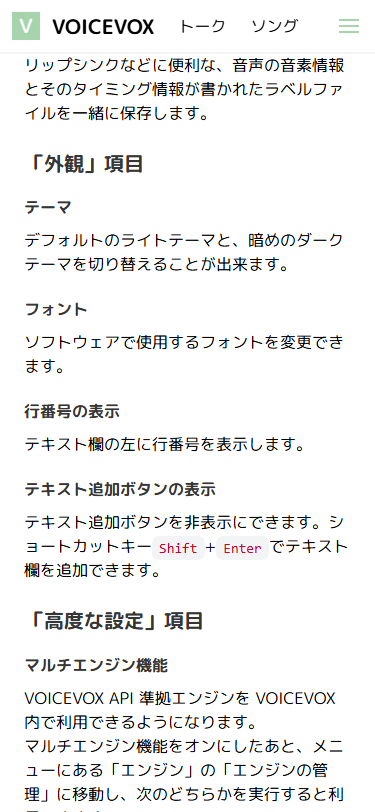 V VOICEVOX トーク ソング
リップシンクなどに便利な、音声の音素情報
とそのタイミング情報が書かれたラベルファ
イルを一緒に保存します。
「外観」項目
テーマ
デフォルトのライトテーマと、暗めのダーク
テーマを切り替えることが出来ます。
フォント
ソフトウェアで使用するフォントを変更でき
ます。
行番号の表示
テキスト欄の左に行番号を表示します。
テキスト追加ボタンの表示
テキスト追加ボタンを非表示にできます。シ
ョートカットキー Shift + Enter でテキスト
欄を追加できます。
「高度な設定」項目
マルチエンジン機能
VOICEVOX API 準拠エンジンを VOICEVOX
内で利用できるようになります。
マルチエンジン機能をオンにしたあと、メニ
ューにある「エンジン」の「エンジンの管
理」に移動し、次のどちらかを実行すると利